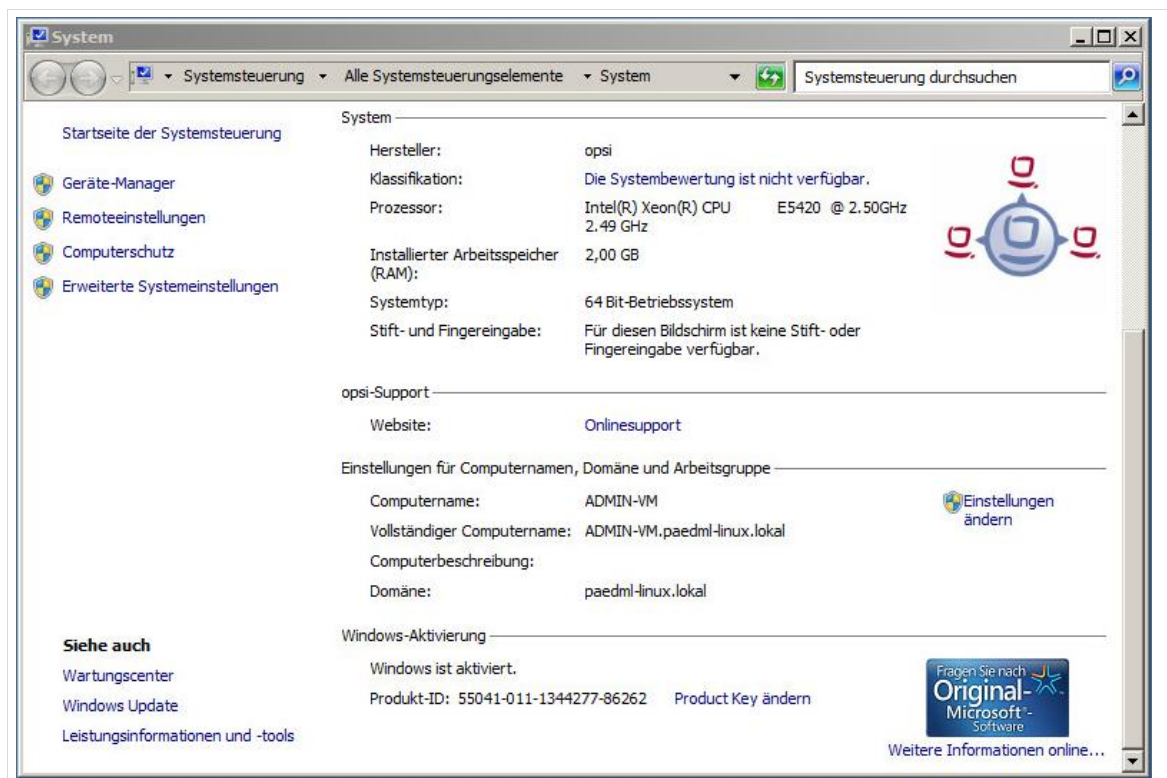 System
Systemsteuerung Alle Systemsteuerungselemente System Systemsteuerung durchsuchen
Startseite der Systemsteuerung
Geräte-Manager
Remoteeinstellungen
Computerschutz
Erweiterte Systemeinstellungen
System
Hersteller: opsi
Klassifikation: Die Systembewertung ist nicht verfügbar.
Prozessor: Intel(R) Xeon(R) CPU E5420 @ 2.50GHz
2.49 GHz
Installierter Arbeitsspeicher 2,00 GB
(RAM):
Systemtyp: 64 Bit-Betriebssystem
Stift- und Fingereingabe: Für diesen Bildschirm ist keine Stift- oder
Fingereingabe verfügbar.
opsi-Support
Website: Onlinesupport
Einstellungen für Computernamen, Domäne und Arbeitsgruppe
Computername: ADMIN-VM
Einstellungen
ändern
Vollständiger Computername: ADMIN-VM.paedml-linux.lokal
Computerbeschreibung:
Domäne: paedml-linux.lokal
Windows-Aktivierung
Windows ist aktiviert.
Produkt-ID: 55041-011-1344277-86262 Product Key ändern
Fragen Sie nach
Original-
Microsoft®-
Software
Weitere Informationen online...
Siehe auch
Wartungscenter
Windows Update
Leistungsinformationen und -tools